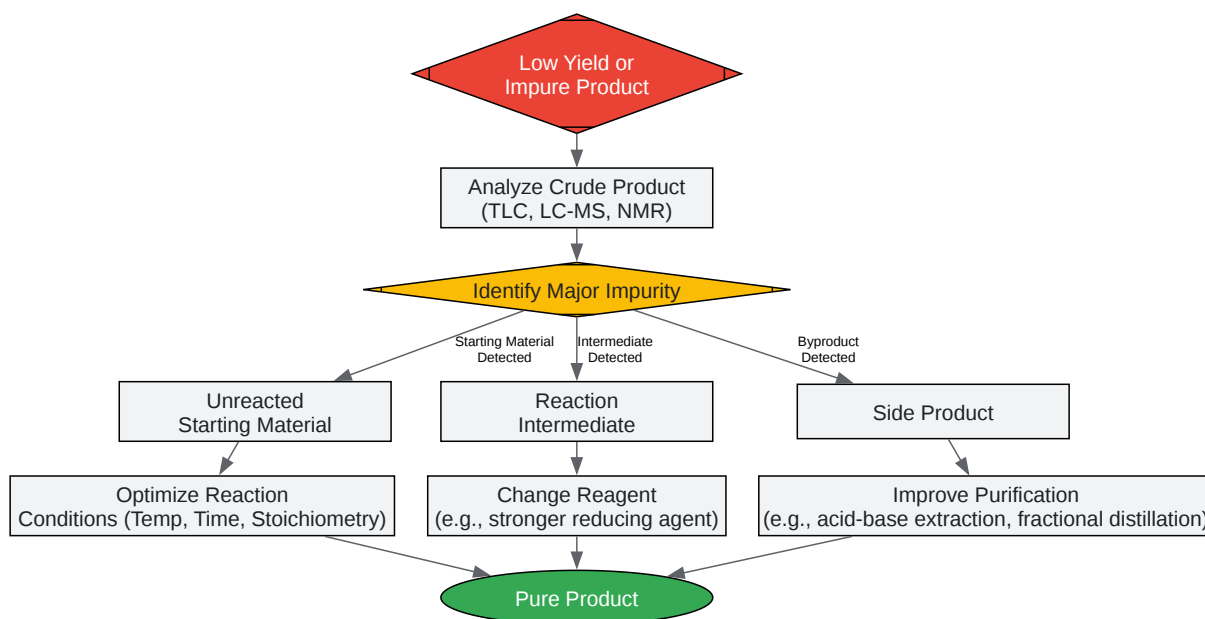 Low Yield or
Impure Product
Analyze Crude Product
(TLC, LC-MS, NMR)
Identify Major Impurity
Starting Material
Detected
Intermediate
Detected
Byproduct
Detected
Unreacted
Starting Material
Reaction
Intermediate
Side Product
Optimize Reaction
Conditions (Temp, Time, Stoichiometry)
Change Reagent
(e.g., stronger reducing agent)
Improve Purification
(e.g., acid-base extraction, fractional distillation)
Pure Product